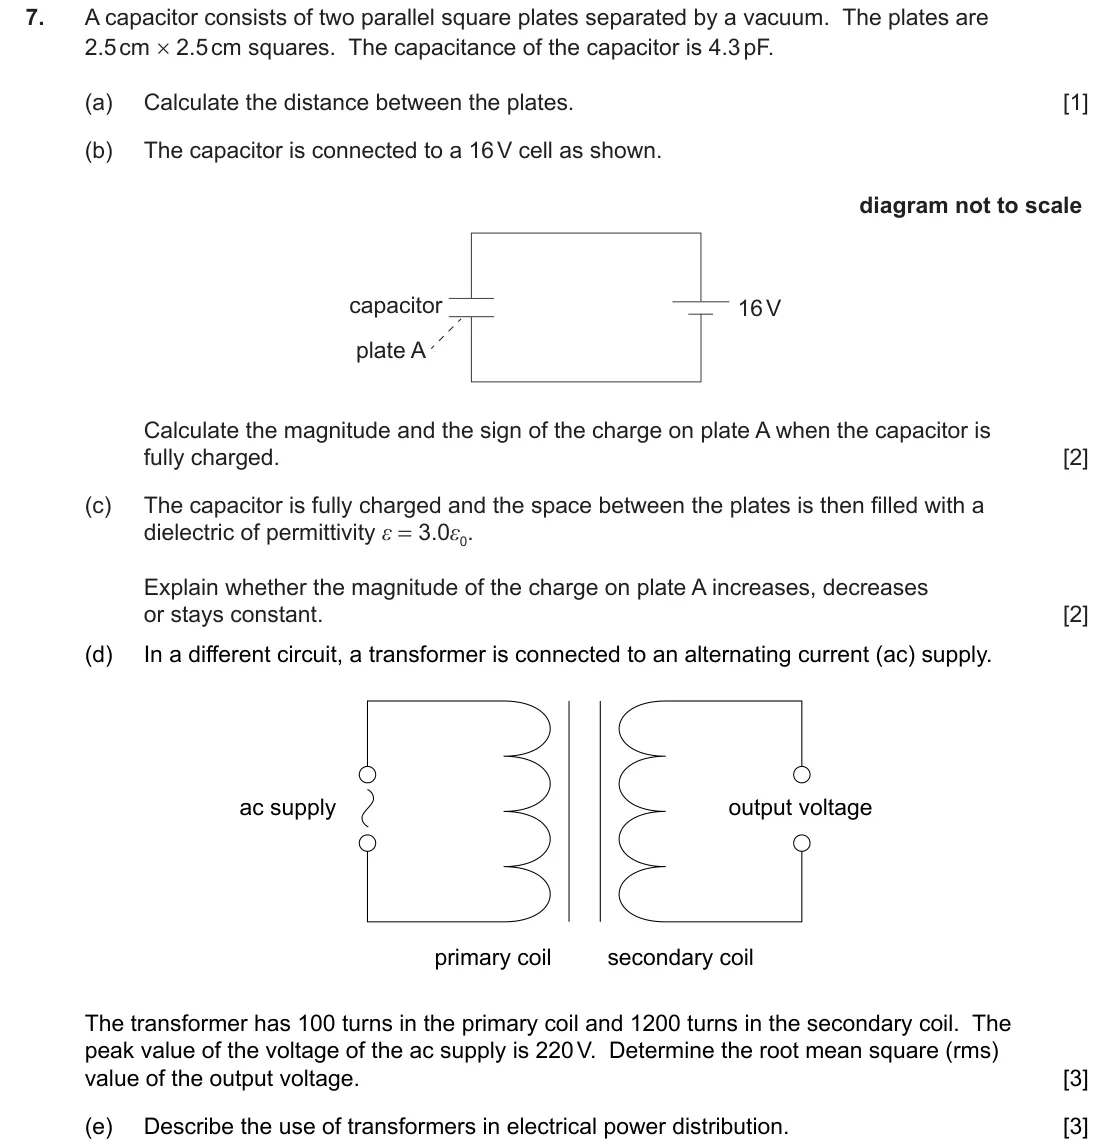 7. A capacitor consists of two parallel square plates separated by a vacuum. The plates are
2.5 cm × 2.5 cm squares. The capacitance of the capacitor is 4.3 pF.
(a) Calculate the distance between the plates. [1]
(b) The capacitor is connected to a 16 V cell as shown.
diagram not to scale
capacitor
16 V
plate A
Calculate the magnitude and the sign of the charge on plate A when the capacitor is
fully charged. [2]
(c) The capacitor is fully charged and the space between the plates is then filled with a
dielectric of permittivity ε = 3.0ε₀.
Explain whether the magnitude of the charge on plate A increases, decreases
or stays constant. [2]
(d) In a different circuit, a transformer is connected to an alternating current (ac) supply.
ac supply
output voltage
primary coil
secondary coil
The transformer has 100 turns in the primary coil and 1200 turns in the secondary coil. The
peak value of the voltage of the ac supply is 220 V. Determine the root mean square (rms)
value of the output voltage. [3]
(e) Describe the use of transformers in electrical power distribution. [3]